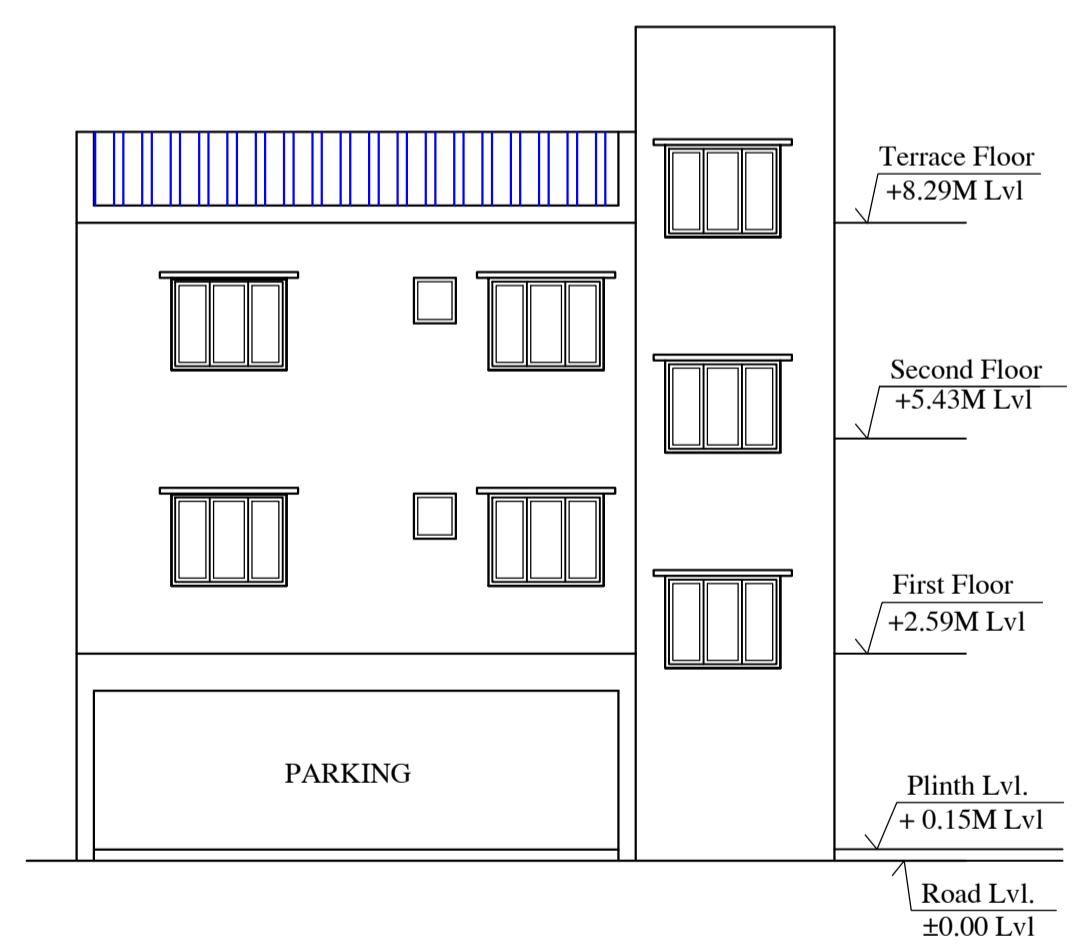 Terrace Floor
+8.29M Lvl
Second Floor
+5.43M Lvl
First Floor
+2.59M Lvl
PARKING
Plinth Lvl.
+ 0.15M Lvl
Road Lvl.
±0.00 Lvl